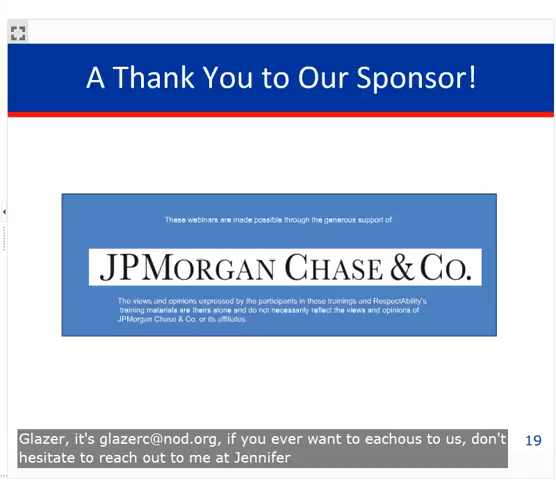 A Thank You to Our Sponsor!
These webinars are made possible through the generous support of
JPMORGAN CHASE & CO.
The views and opinions expressed by the participants in these trainings and RespectAbility's
training materials are theirs alone and do not necessarily reflect the views and opinions of
JPMorgan Chase & Co. or its affiliates.
Glazer, it's glazerc@nod.org, if you ever want to eachous to us, don't
hesitate to reach out to me at Jennifer
19